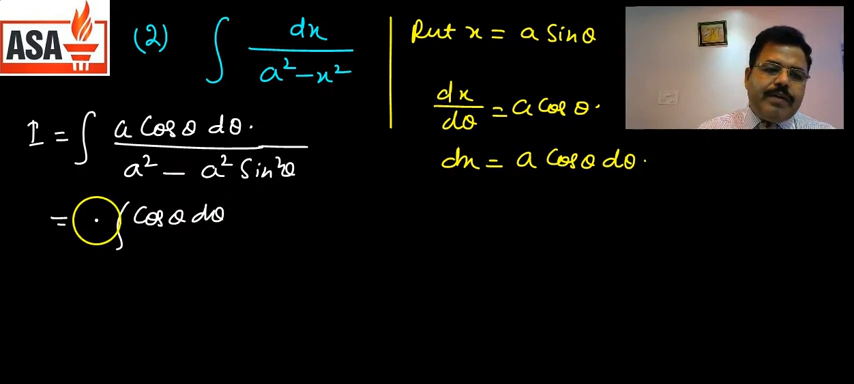 ASA
(2) ∫ dx / a² - x²
Put x = a Sinθ
dx / dθ = a Cosθ.
dx = a Cosθ dθ.
I = ∫ a Cosθ dθ. / a² - a² Sin²θ
= ∫ Cosθ dθ